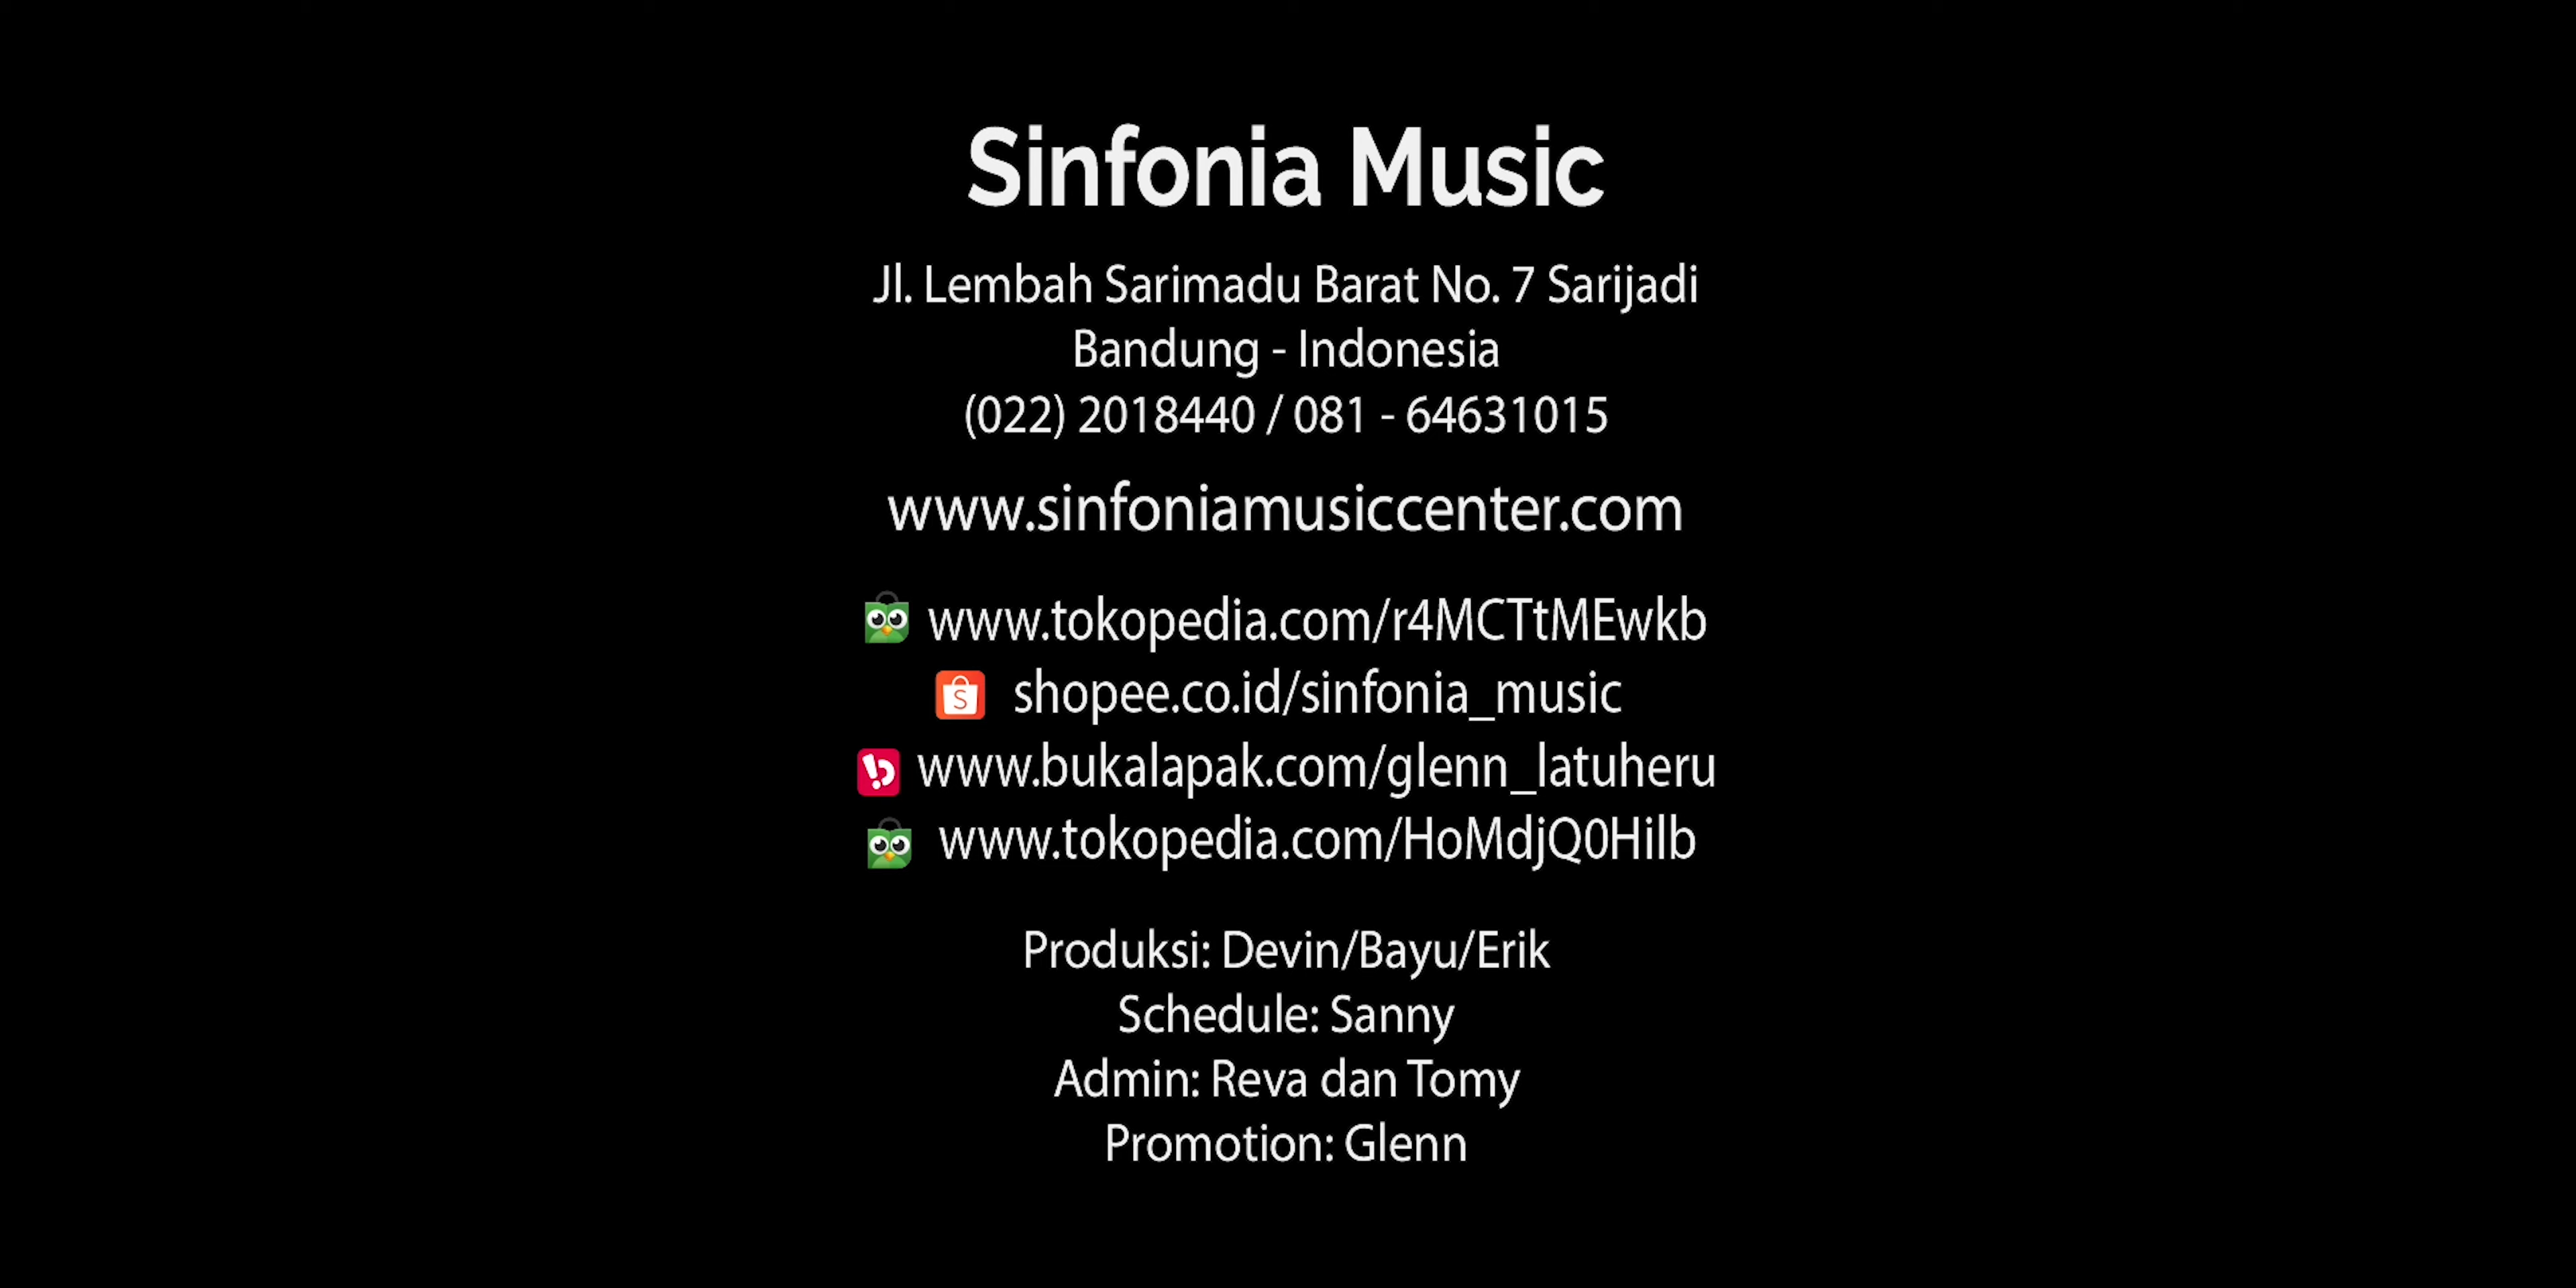 Sinfonia Music
Jl. Lembah Sarimadu Barat No. 7 Sarijadi
Bandung - Indonesia
(022) 2018440 / 081 - 64631015
www.sinfoniamusiccenter.com
www.tokopedia.com/r4MCTtMEwkb
shopee.co.id/sinfonia_music
www.bukalapak.com/glenn_latuheru
www.tokopedia.com/HoMdjQ0Hilb
Produksi: Devin/Bayu/Erik
Schedule: Sanny
Admin: Reva dan Tomy
Promotion: Glenn